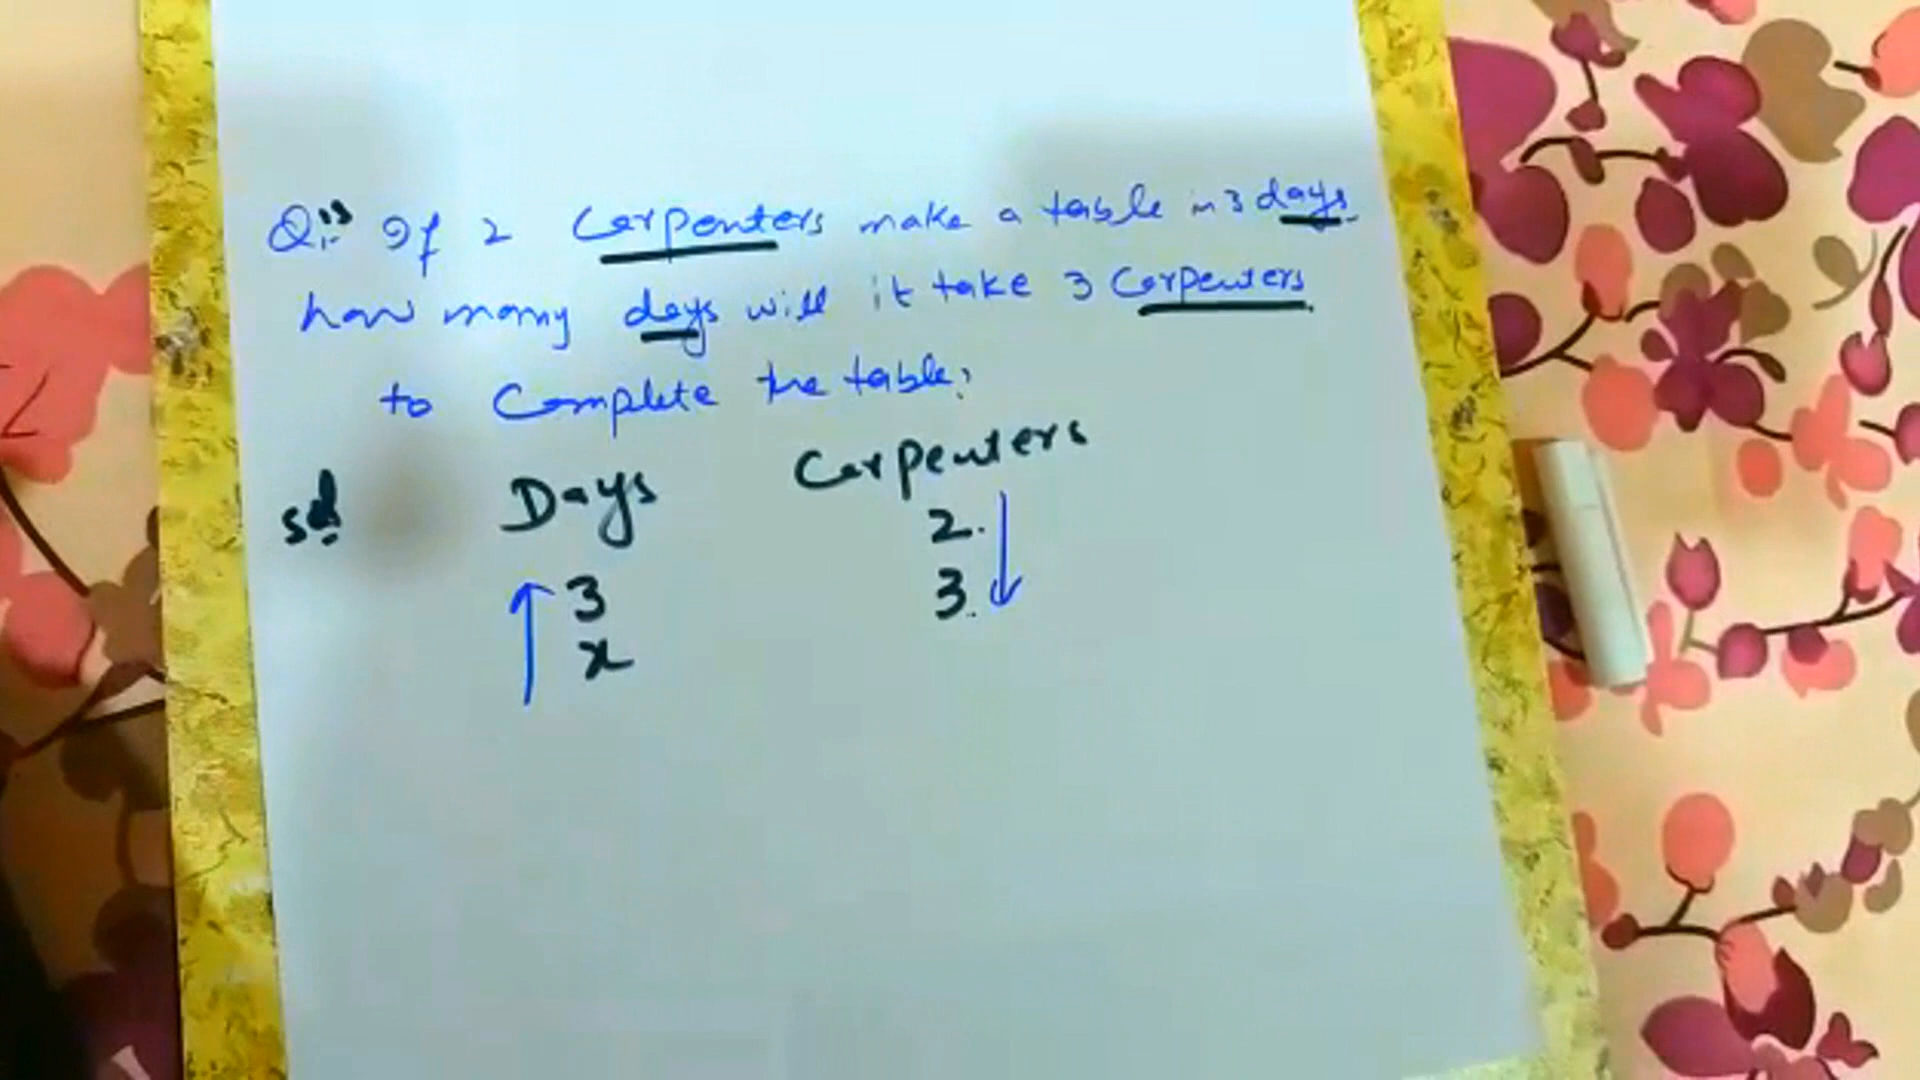 Q:- If 2 Carpenters make a table in 3 days.
how many days will it take 3 Carpenters
to Complete the table?
Sol
Days Carpenters
3 2.
x 3.